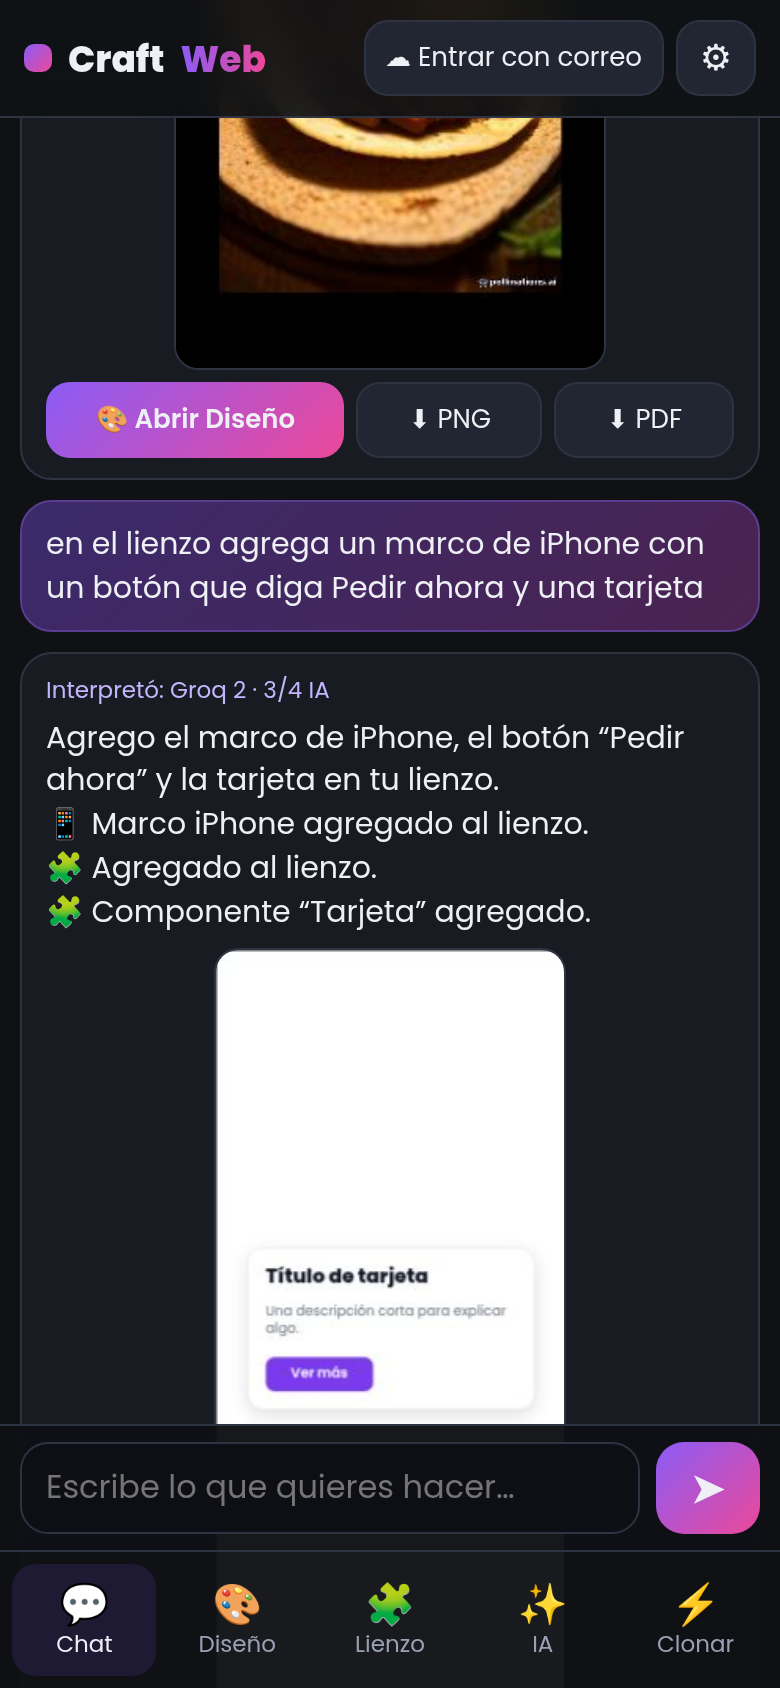 Craft Web
☁ Entrar con correo
⚙
pollinations.ai
🎨 Abrir Diseño
⬇ PNG
⬇ PDF
en el lienzo agrega un marco de iPhone con
un botón que diga Pedir ahora y una tarjeta
Interpretó: Groq 2 · 3/4 IA
Agrego el marco de iPhone, el botón “Pedir
ahora” y la tarjeta en tu lienzo.
📱 Marco iPhone agregado al lienzo.
🧩 Agregado al lienzo.
🧩 Componente “Tarjeta” agregado.
Título de tarjeta
Una descripción corta para explicar
algo.
Ver más
Escribe lo que quieres hacer...
➤
💬 Chat
🎨 Diseño
🧩 Lienzo
✨ IA
⚡ Clonar